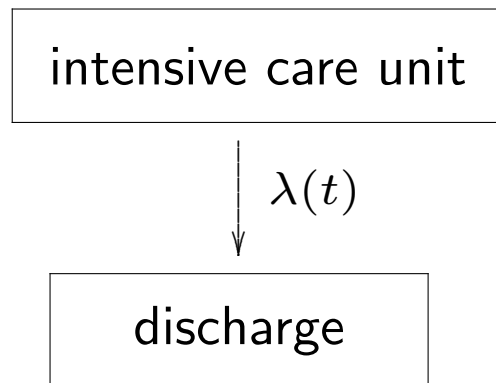 intensive care unit
λ(t)
discharge